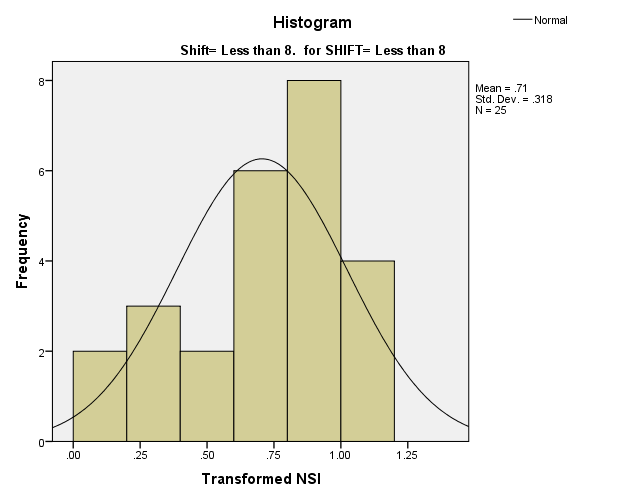 Histogram
Normal
Shift= Less than 8.  for SHIFT= Less than 8
Mean = .71
Std. Dev. = .318
N = 25
Frequency
8
6
4
2
0
.00 .25 .50 .75 1.00 1.25
Transformed NSI